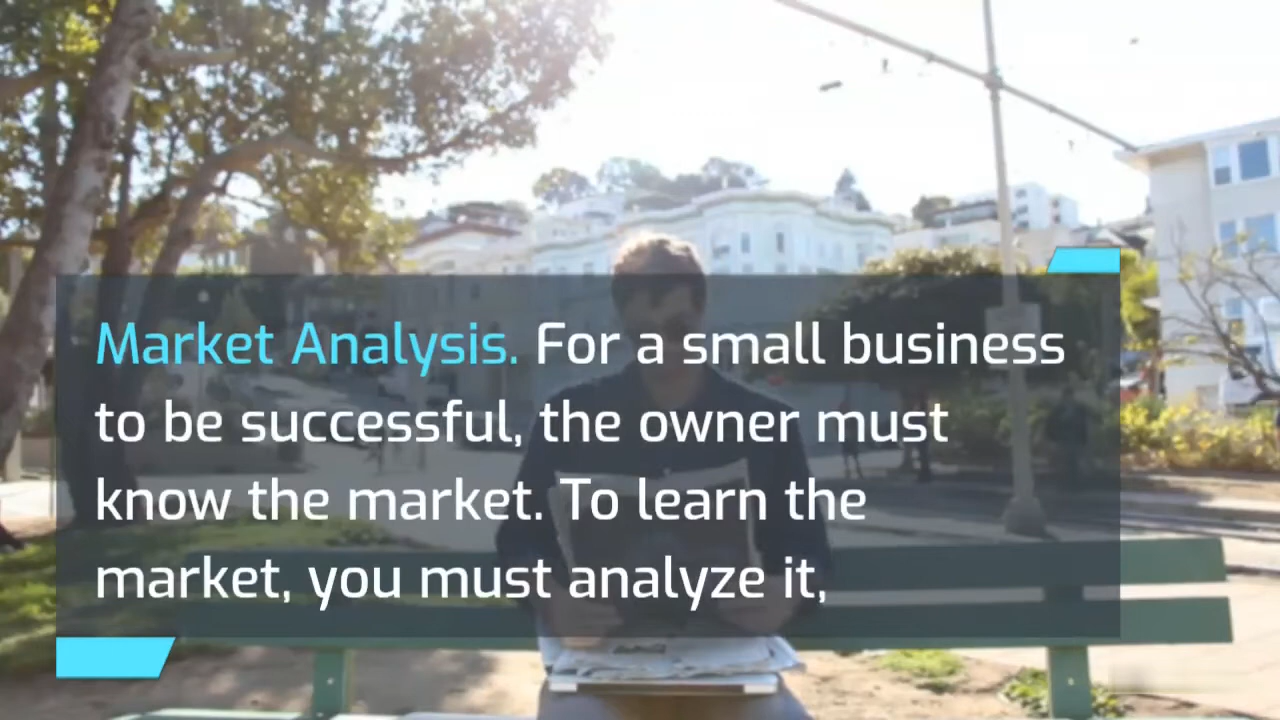 Market Analysis. For a small business
to be successful, the owner must
know the market. To learn the
market, you must analyze it,